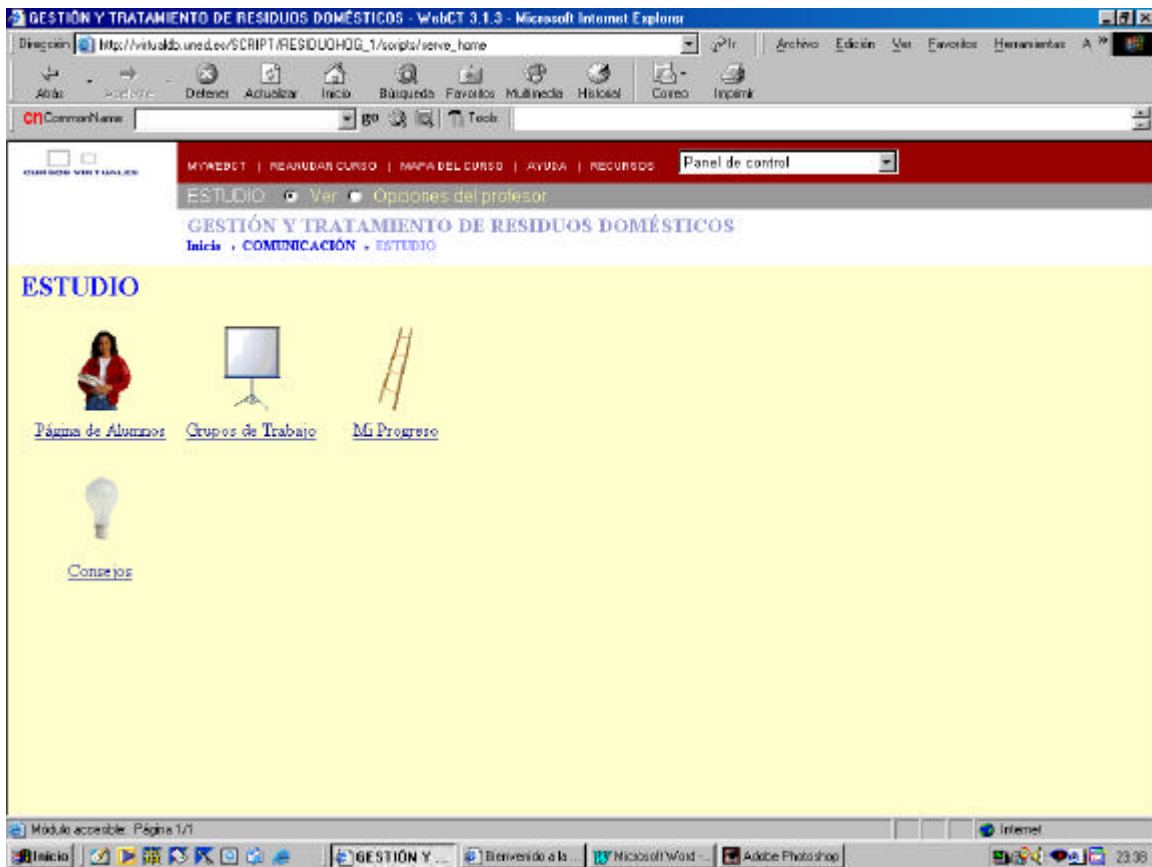 GESTIÓN Y TRATAMIENTO DE RESIDUOS DOMÉSTICOS - WebCT 3.1.3 - Microsoft Internet Explorer
Dirección http://virtualdb.uned.es/SCRIPT/RESIDUOHOG_1/scripts/serve_home Ir Archivo Edición Ver Favoritos Herramientas A »
Atrás Adelante Detener Actualizar Inicio Búsqueda Favoritos Multimedia Historial Correo Imprimir
cn CommonName go Tools
CURSOS VIRTUALES
MYWEBCT | REANUDAR CURSO | MAPA DEL CURSO | AYUDA | RECURSOS Panel de control
ESTUDIO Ver Opciones del profesor
GESTIÓN Y TRATAMIENTO DE RESIDUOS DOMÉSTICOS
Inicio › COMUNICACIÓN › ESTUDIO
ESTUDIO
Página de Alumnos Grupos de Trabajo Mi Progreso
Consejos
Módulo accesible: Página 1/1 Internet
Inicio GESTIÓN Y ... Bienvenido a la ... Microsoft Word - ... Adobe Photoshop 23:38